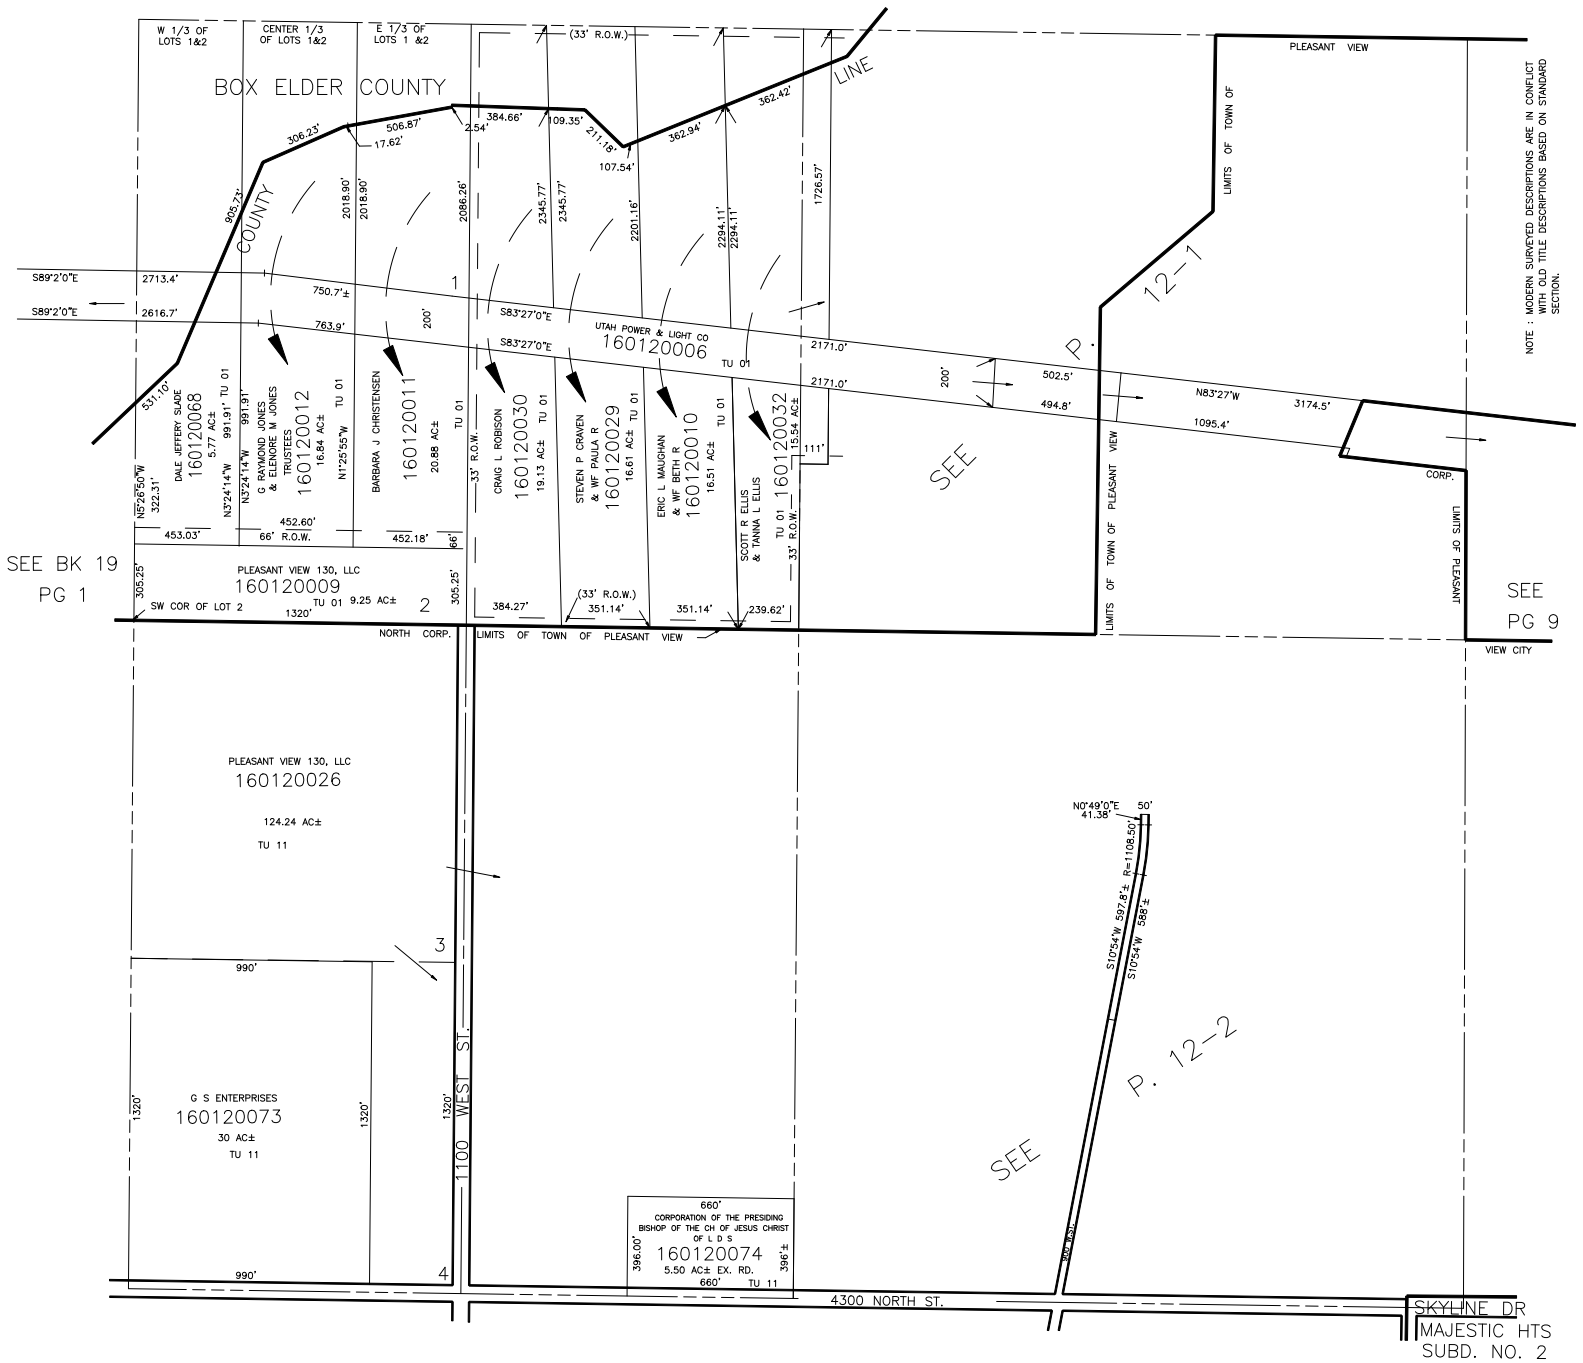 W 1/3 OF
LOTS 1&2
CENTER 1/3
OF LOTS 1&2
E 1/3 OF
LOTS 1 &2
(33' R.O.W.)
PLEASANT VIEW
BOX ELDER COUNTY
LINE
COUNTY
LIMITS OF TOWN OF
NOTE : MODERN SURVEYED DESCRIPTIONS ARE IN CONFLICT
WITH OLD TITLE DESCRIPTIONS BASED ON STANDARD
SECTION.
306.23'
17.62'
506.87'
2.54'
384.66'
109.35'
211.18'
107.54'
362.94'
362.42'
905.73'
531.10'
2018.90'
2018.90'
2086.26'
2345.77'
2345.77'
2201.16'
2294.11'
2294.11'
1726.57'
S89°2'0"E
2713.4'
S89°2'0"E
2616.7'
750.7'±
763.9'
200'
1
S83°27'0"E
S83°27'0"E
UTAH POWER & LIGHT CO
160120006
TU 01
2171.0'
2171.0'
200'
502.5'
494.8'
N83°27'W
3174.5'
1095.4'
SEE
P.
12-1
CORP.
N5°26'50"W
322.31'
DALE JEFFERY SLADE
160120068
5.77 AC±
TU 01
N3°24'14"W 991.91'
N3°24'14"W 991.91'
G RAYMOND JONES
& ELENORE M JONES
TRUSTEES
160120012
16.84 AC±
TU 01
N1°25'55"W
BARBARA J CHRISTENSEN
160120011
20.88 AC±
TU 01
33' R.O.W.
CRAIG L ROBISON
160120030
19.13 AC±
TU 01
STEVEN P CRAVEN
& WF PAULA R
160120029
16.61 AC±
TU 01
ERIC L MAUGHAN
& WF BETH R
160120010
16.51 AC±
TU 01
SCOTT R ELLIS
& TANNA L ELLIS
TU 01
160120032
15.54 AC±
33' R.O.W.
111'
LIMITS OF TOWN OF PLEASANT VIEW
LIMITS OF PLEASANT
453.03'
452.60'
66' R.O.W.
452.18'
66'
SEE BK 19
PG 1
305.25'
PLEASANT VIEW 130, LLC
160120009
TU 01 9.25 AC±
2
305.25'
SW COR OF LOT 2
1320'
384.27'
(33' R.O.W.)
351.14'
351.14'
239.62'
SEE
PG 9
NORTH CORP. LIMITS OF TOWN OF PLEASANT VIEW
VIEW CITY
PLEASANT VIEW 130, LLC
160120026
124.24 AC±
TU 11
N0°49'0"E
41.38'
50'
R=1108.50'
S10°54'W 597.8'±
S10°54'W 588'±
3
990'
1320'
1320'
1320'
G S ENTERPRISES
160120073
30 AC±
TU 11
1100 WEST ST.
SEE
P. 12-2
900 W.ST.
660'
CORPORATION OF THE PRESIDING
BISHOP OF THE CH OF JESUS CHRIST
OF L D S
160120074
5.50 AC± EX. RD.
660'
TU 11
396.00'
396'±
990'
4
4300 NORTH ST.
SKYLINE DR
MAJESTIC HTS
SUBD. NO. 2